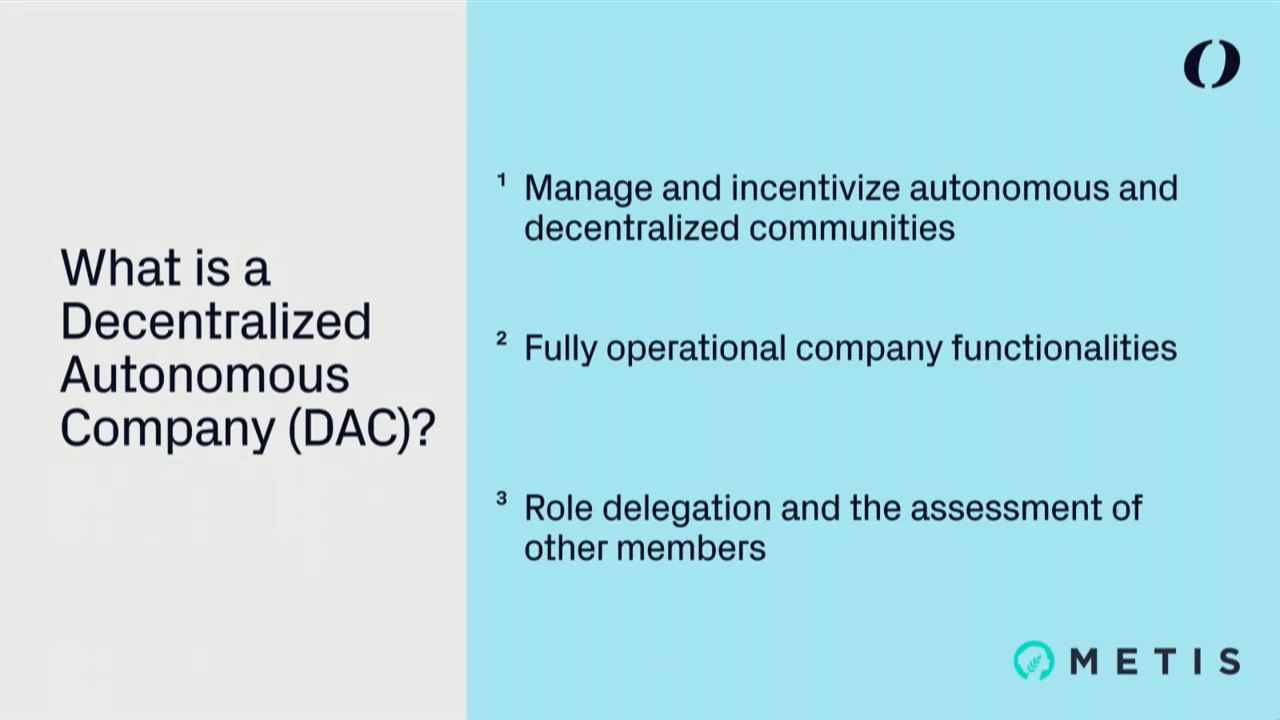 What is a
Decentralized
Autonomous
Company (DAC)?
¹ Manage and incentivize autonomous and
decentralized communities
² Fully operational company functionalities
³ Role delegation and the assessment of
other members
METIS